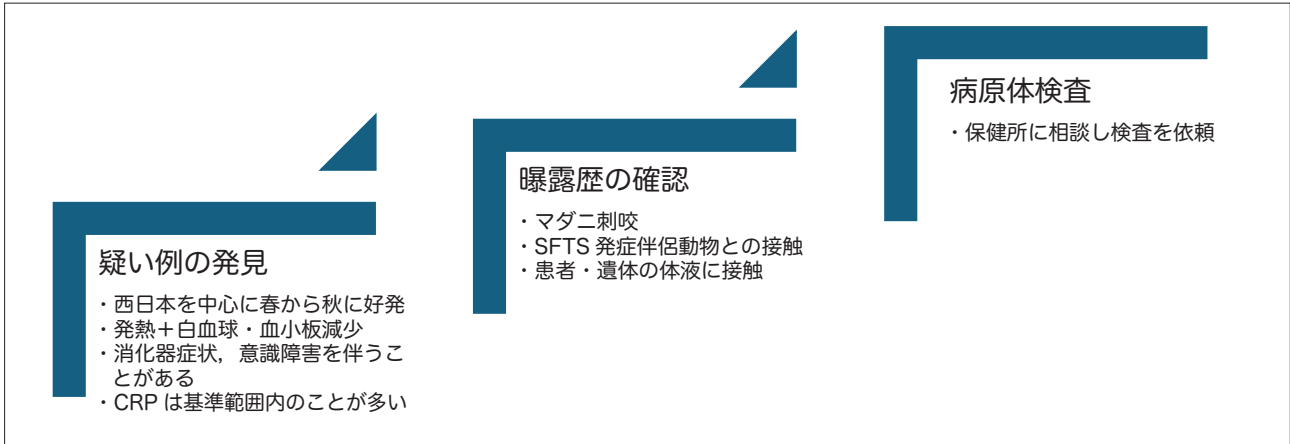 疑い例の発見
・西日本を中心に春から秋に好発
・発熱＋白血球・血小板減少
・消化器症状，意識障害を伴うこ
とがある
・CRP は基準範囲内のことが多い
曝露歴の確認
・マダニ刺咬
・SFTS 発症伴侶動物との接触
・患者・遺体の体液に接触
病原体検査
・保健所に相談し検査を依頼